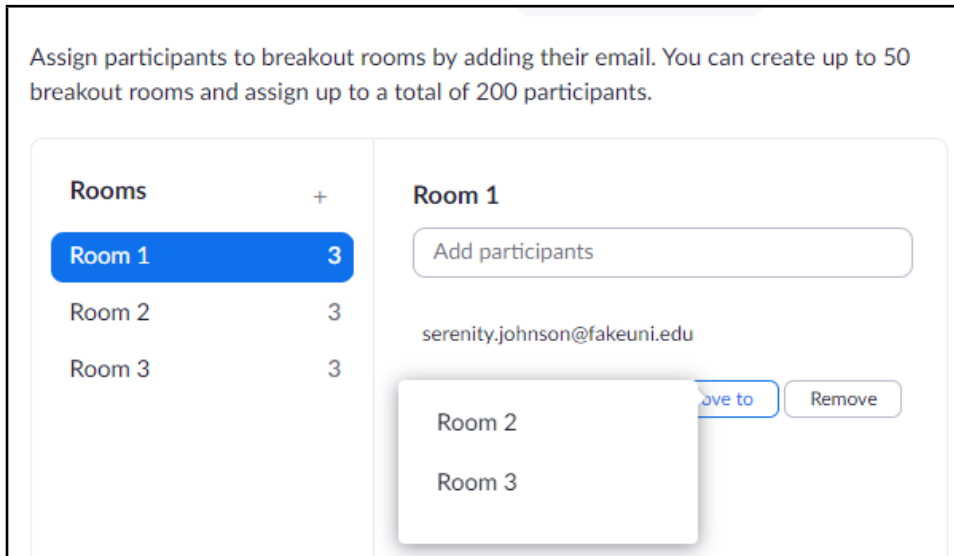 Assign participants to breakout rooms by adding their email. You can create up to 50
breakout rooms and assign up to a total of 200 participants.
Rooms +
Room 1 3
Room 2 3
Room 3 3
Room 1
Add participants
serenity.johnson@fakeuni.edu
to Remove
Room 2
Room 3